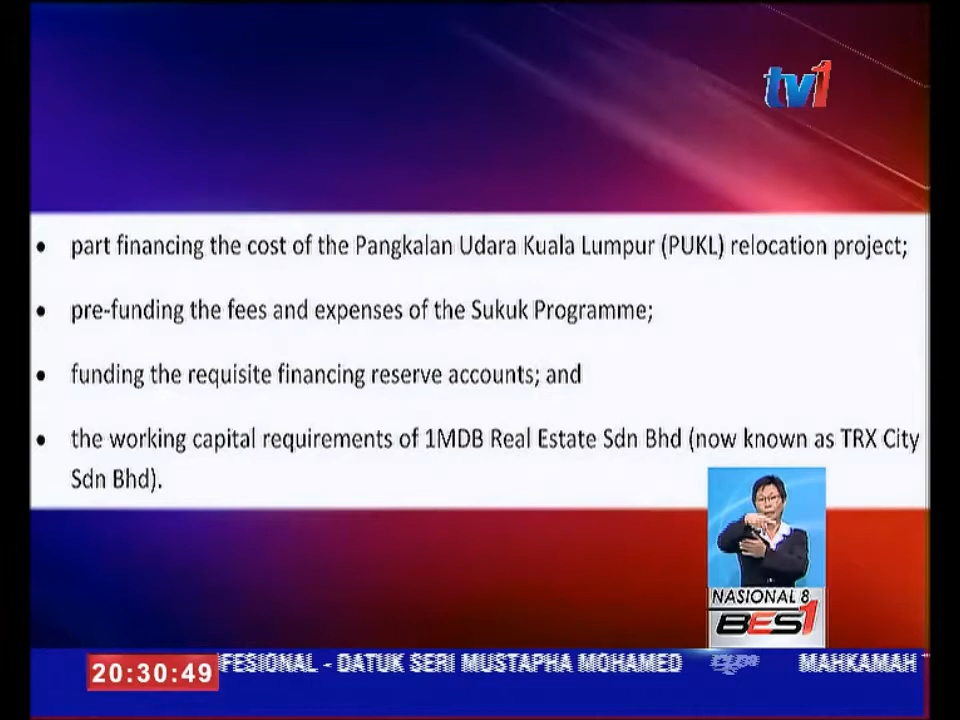 tv1
• part financing the cost of the Pangkalan Udara Kuala Lumpur (PUKL) relocation project;
• pre-funding the fees and expenses of the Sukuk Programme;
• funding the requisite financing reserve accounts; and
• the working capital requirements of 1MDB Real Estate Sdn Bhd (now known as TRX City
Sdn Bhd).
NASIONAL 8
BES1
20:30:49 FESIONAL - DATUK SERI MUSTAPHA MOHAMED MAHKAMAH